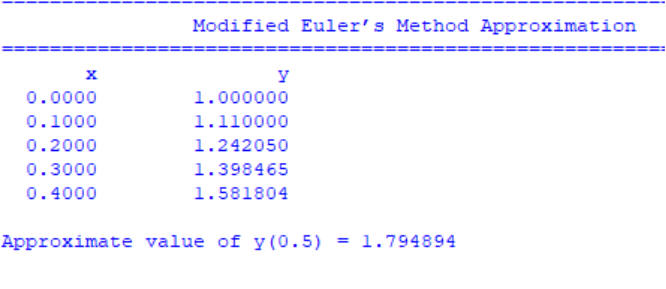 Modified Euler’s Method Approximation
x y
0.0000 1.000000
0.1000 1.110000
0.2000 1.242050
0.3000 1.398465
0.4000 1.581804
Approximate value of y(0.5) = 1.794894